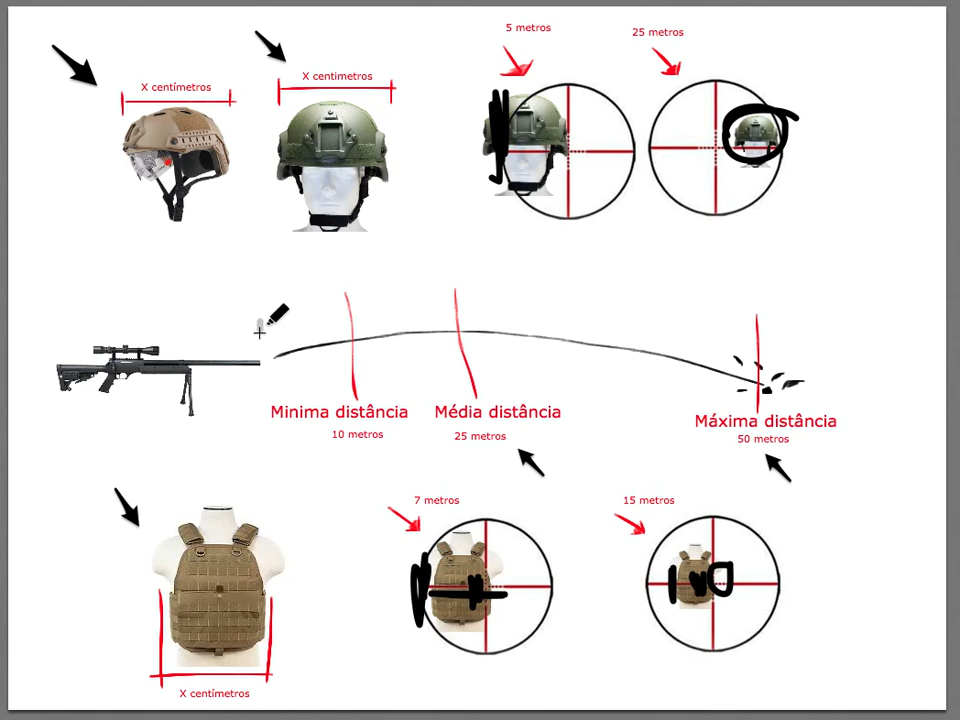 5 metros
25 metros
X centímetros
X centimetros
Minima distância
Média distância
Máxima distância
10 metros
25 metros
50 metros
7 metros
15 metros
X centímetros